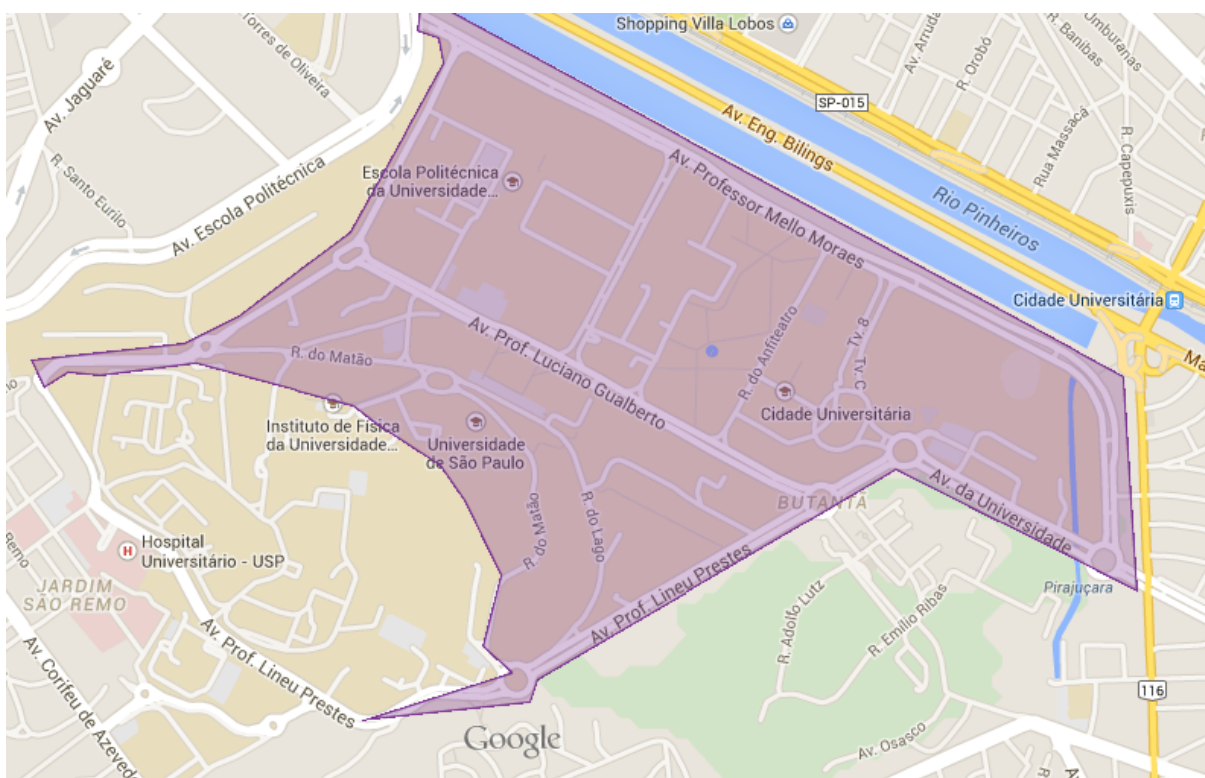 Shopping Villa Lobos
Torres de Oliveira
Av. Jaguaré
R. Santo Eurilo
Av. Escola Politécnica
Escola Politécnica
da Universidade...
Av. Professor Mello Moraes
Av. Eng. Bilings
SP-015
Rio Pinheiros
Av. Arruda
R. Orobó
R. Banibas
Umburanas
Rua Massacá
R. Capepuxis
Cidade Universitária
Ma
R. do Matão
Av. Prof. Luciano Gualberto
R. do Anfiteatro
Tv. 8
Tv. C
Cidade Universitária
Instituto de Física
da Universidade...
Universidade
de São Paulo
R. do Matão
R. do Lago
BUTANTÃ
Av. da Universidade
Av. Prof. Lineu Prestes
Pirajuçara
H
Hospital
Universitário - USP
JARDIM
SÃO REMO
Remo
Av. Prof. Lineu Prestes
Av. Corifeu de Azeved
R. Adolfo Lutz
R. Emílio Ribas
116
Av. Osasco
Google